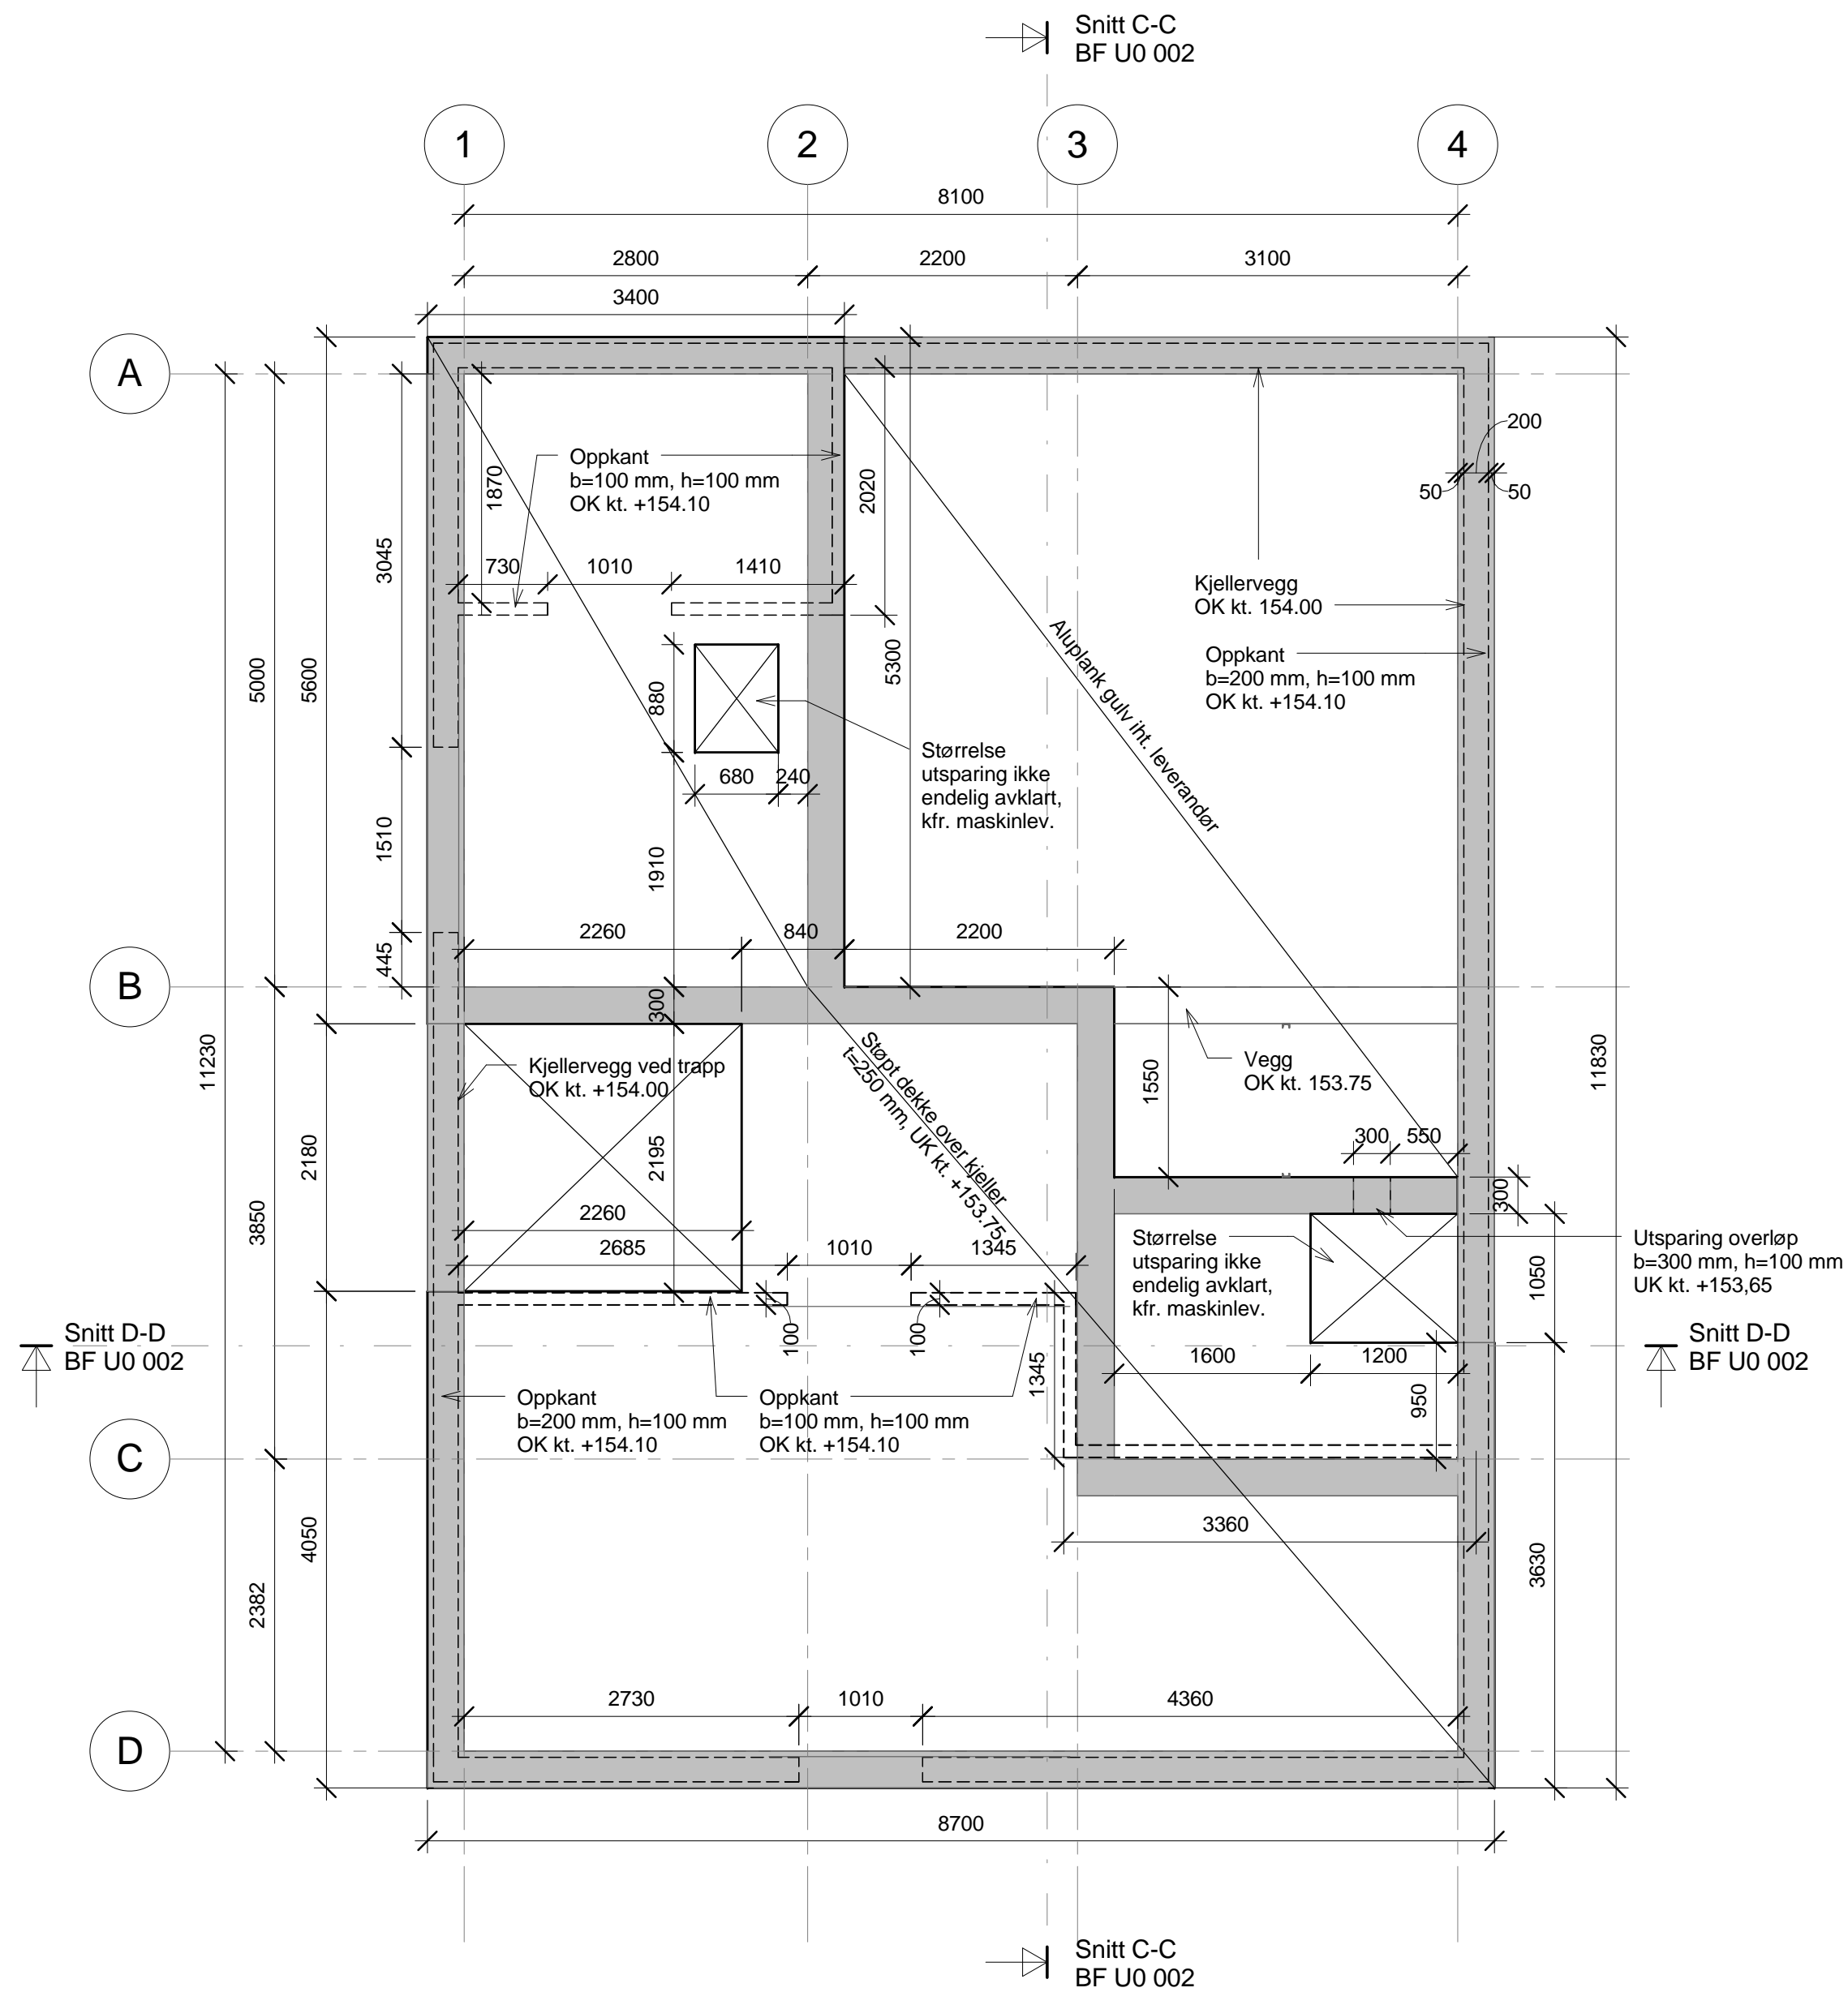 Snitt C-C
BF U0 002
1
2
3
4
8100
2800
2200
3100
3400
A
B
C
D
11230
5000
3850
2382
5600
2180
4050
3045
1510
445
1870
730
1010
1410
Oppkant
b=100 mm, h=100 mm
OK kt. +154.10
2020
5300
880
680
240
1910
Størrelse
utsparing ikke
endelig avklart,
kfr. maskinlev.
Aluplank gulv iht. leverandør
200
50
50
Kjellervegg
OK kt. 154.00
Oppkant
b=200 mm, h=100 mm
OK kt. +154.10
11830
2260
840
2200
300
Kjellervegg ved trapp
OK kt. +154.00
2195
2260
2685
1010
1345
Støpt dekke over kjeller
t=250 mm, UK kt. +153.75
1550
Vegg
OK kt. 153.75
300
550
300
Størrelse
utsparing ikke
endelig avklart,
kfr. maskinlev.
Utsparing overløp
b=300 mm, h=100 mm
UK kt. +153,65
1050
3630
Snitt D-D
BF U0 002
Snitt D-D
BF U0 002
100
100
1345
1600
1200
950
Oppkant
b=200 mm, h=100 mm
OK kt. +154.10
Oppkant
b=100 mm, h=100 mm
OK kt. +154.10
3360
2730
1010
4360
8700
Snitt C-C
BF U0 002